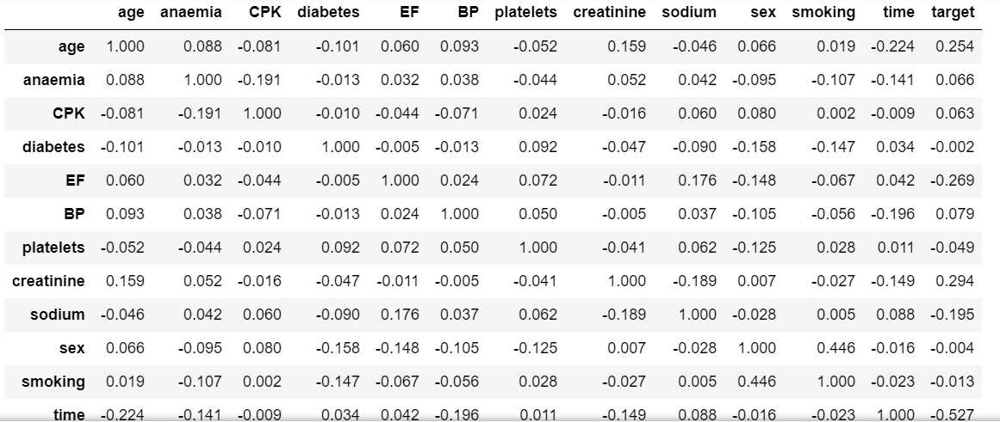 age anaemia CPK diabetes EF BP platelets creatinine sodium sex smoking time target
age 1.000 0.088 -0.081 -0.101 0.060 0.093 -0.052 0.159 -0.046 0.066 0.019 -0.224 0.254
anaemia 0.088 1.000 -0.191 -0.013 0.032 0.038 -0.044 0.052 0.042 -0.095 -0.107 -0.141 0.066
CPK -0.081 -0.191 1.000 -0.010 -0.044 -0.071 0.024 -0.016 0.060 0.080 0.002 -0.009 0.063
diabetes -0.101 -0.013 -0.010 1.000 -0.005 -0.013 0.092 -0.047 -0.090 -0.158 -0.147 0.034 -0.002
EF 0.060 0.032 -0.044 -0.005 1.000 0.024 0.072 -0.011 0.176 -0.148 -0.067 0.042 -0.269
BP 0.093 0.038 -0.071 -0.013 0.024 1.000 0.050 -0.005 0.037 -0.105 -0.056 -0.196 0.079
platelets -0.052 -0.044 0.024 0.092 0.072 0.050 1.000 -0.041 0.062 -0.125 0.028 0.011 -0.049
creatinine 0.159 0.052 -0.016 -0.047 -0.011 -0.005 -0.041 1.000 -0.189 0.007 -0.027 -0.149 0.294
sodium -0.046 0.042 0.060 -0.090 0.176 0.037 0.062 -0.189 1.000 -0.028 0.005 0.088 -0.195
sex 0.066 -0.095 0.080 -0.158 -0.148 -0.105 -0.125 0.007 -0.028 1.000 0.446 -0.016 -0.004
smoking 0.019 -0.107 0.002 -0.147 -0.067 -0.056 0.028 -0.027 0.005 0.446 1.000 -0.023 -0.013
time -0.224 -0.141 -0.009 0.034 0.042 -0.196 0.011 -0.149 0.088 -0.016 -0.023 1.000 -0.527